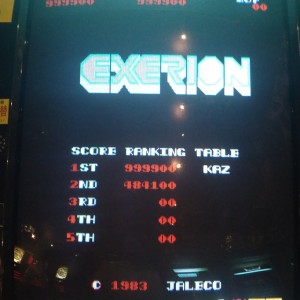 999900 999900
00
EXERION
SCORE RANKING TABLE
1ST 999900 KAZ
2ND 484100
3RD 00
4TH 00
5TH 00
© 1983 JALECO